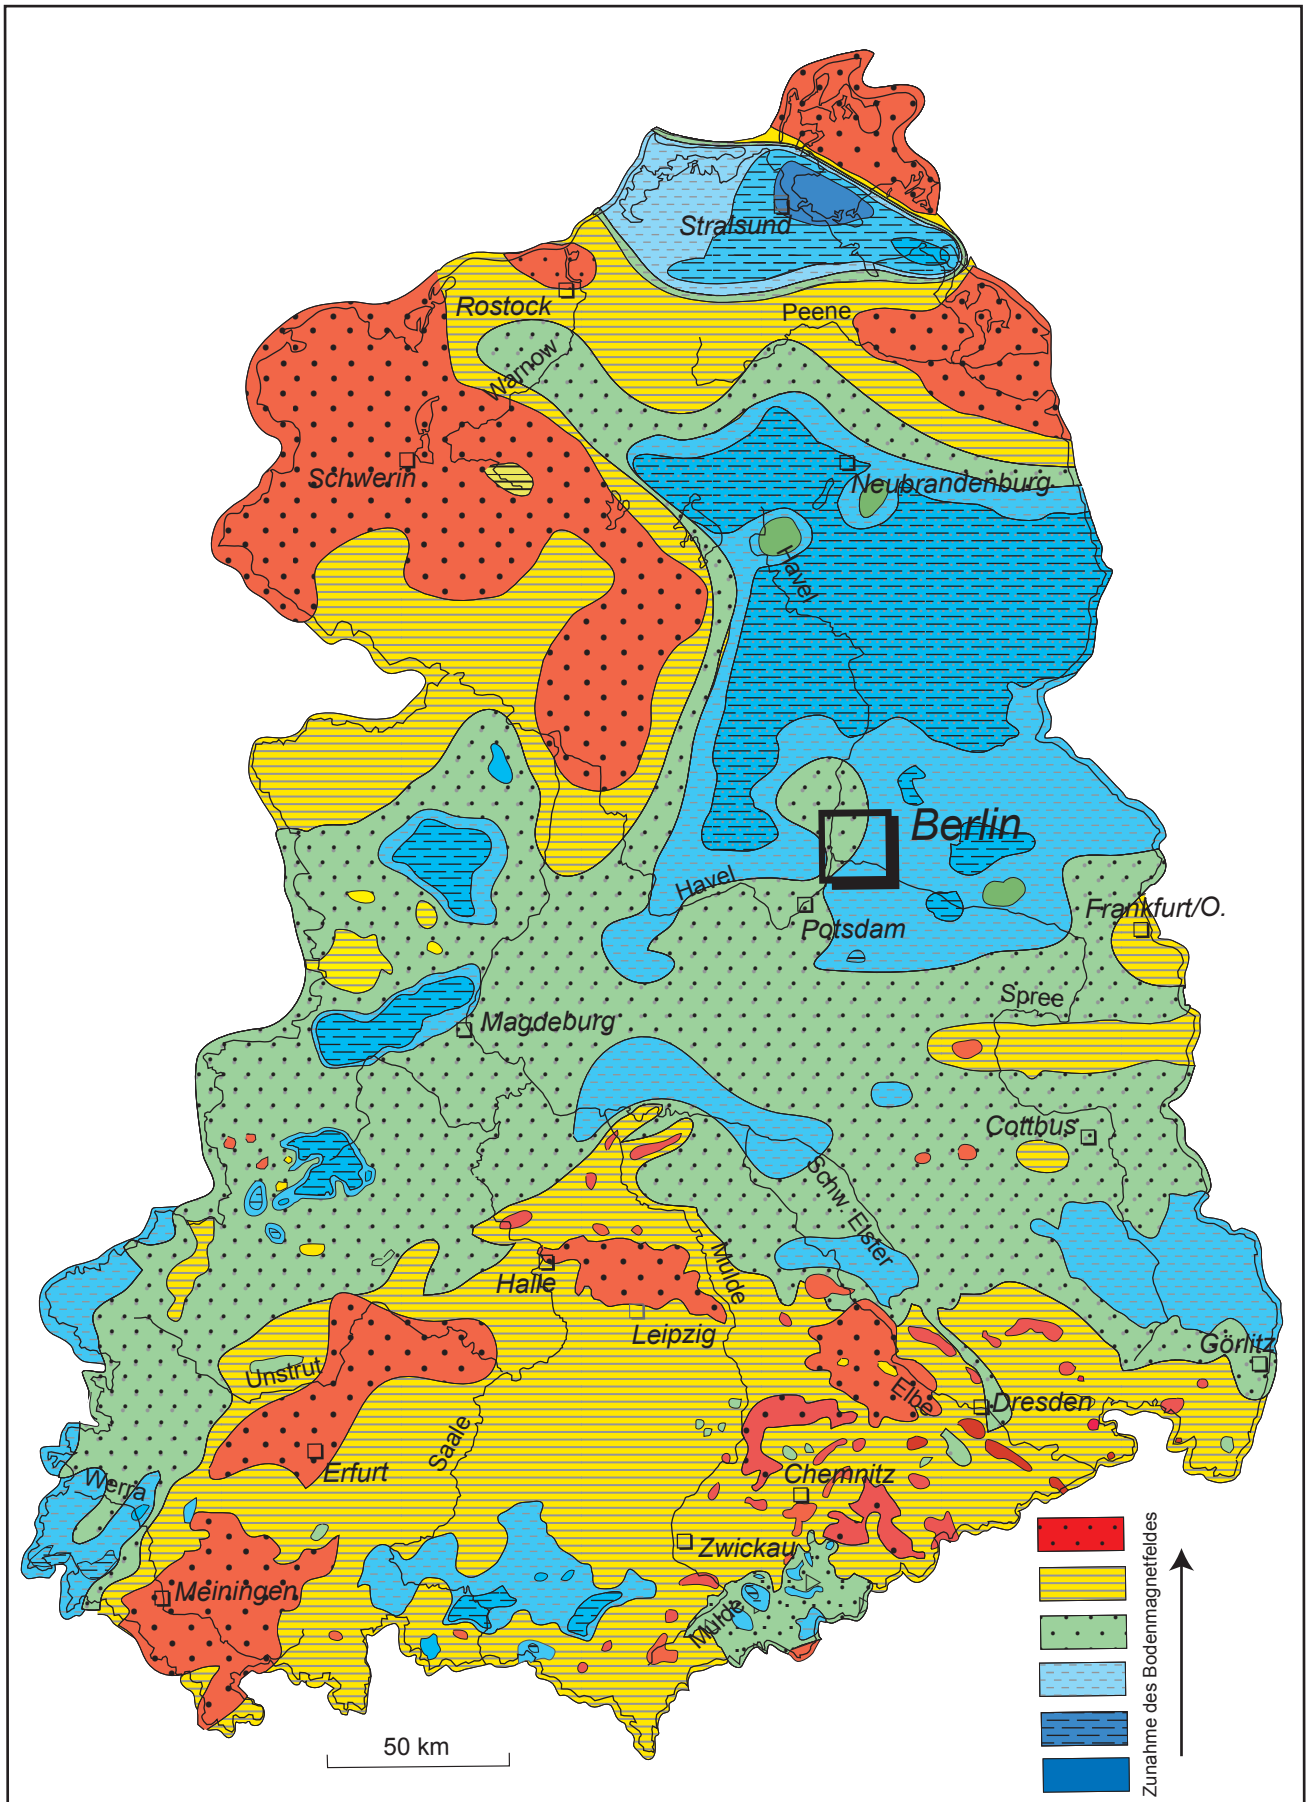 Stralsund
Rostock
Peene
Warnow
Schwerin
Neubrandenburg
Havel
Berlin
Havel
Potsdam
Frankfurt/O.
Spree
Magdeburg
Cottbus
Schw. Elster
Mulde
Halle
Leipzig
Görlitz
Unstrut
Elbe
Dresden
Saale
Erfurt
Werra
Chemnitz
Zwickau
Meiningen
Mulde
50 km
Zunahme des Bodenmagnetfeldes